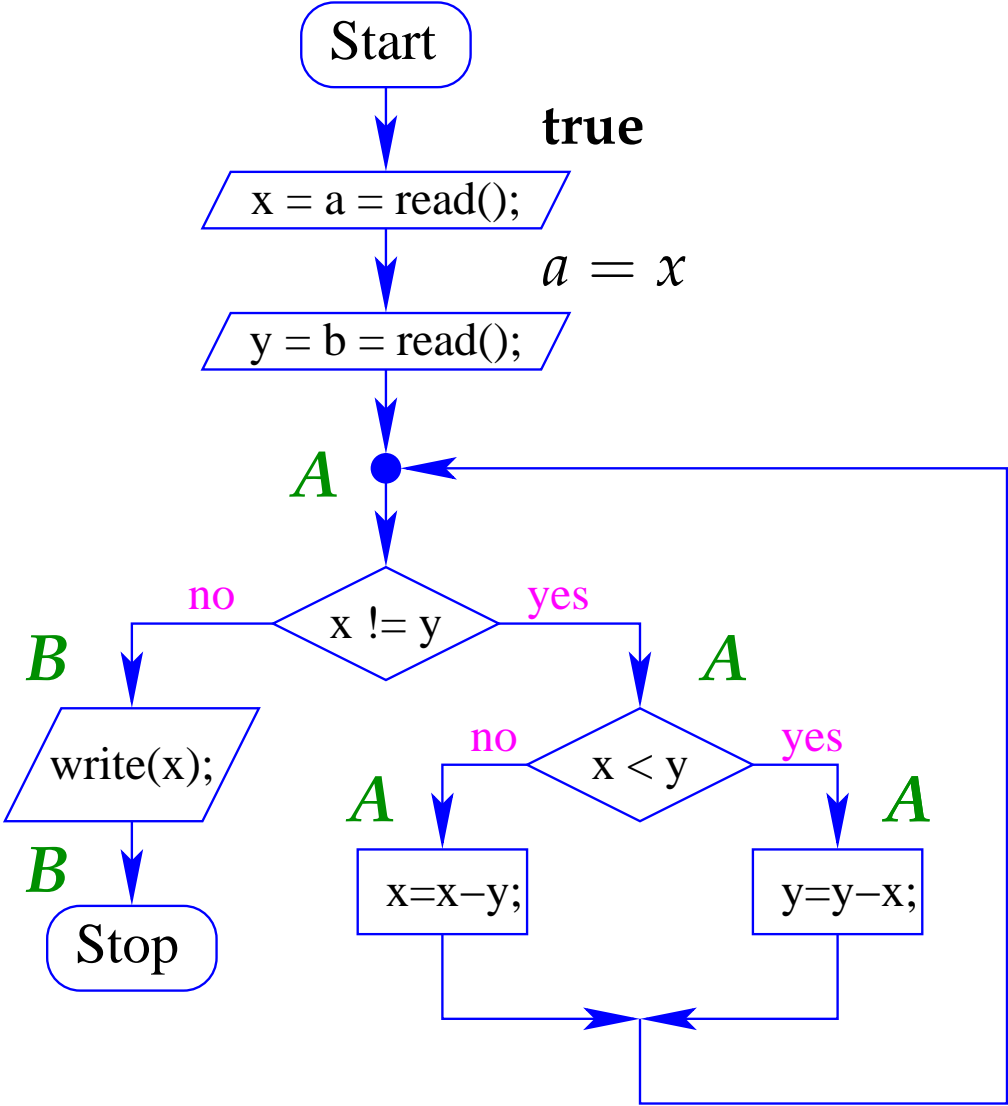 Start
true
x = a = read();
a = x
y = b = read();
A
no
yes
x != y
B
A
no
yes
write(x);
x < y
A
A
B
x=x−y;
y=y−x;
Stop